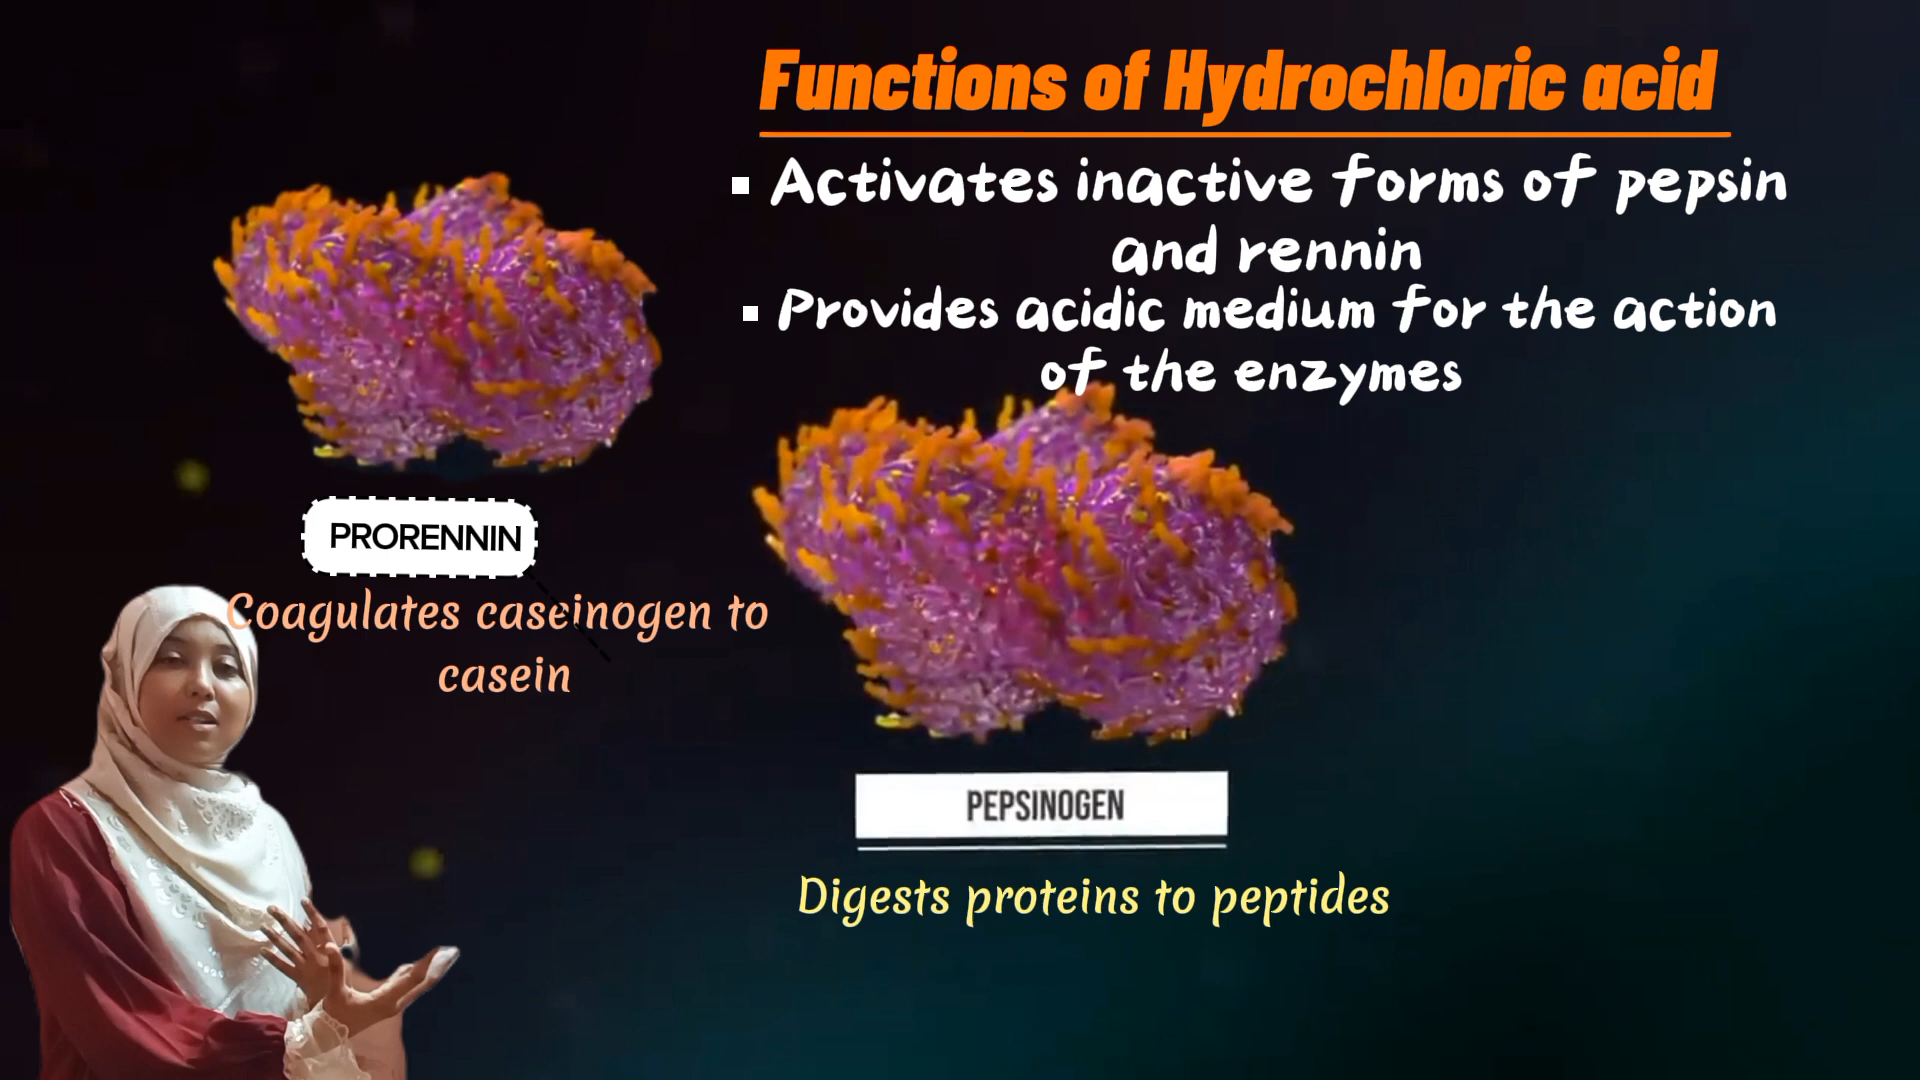 Functions of Hydrochloric acid
▪ Activates inactive forms of pepsin
and rennin
▪ Provides acidic medium for the action
of the enzymes
PRORENNIN
Coagulates caseinogen to
casein
PEPSINOGEN
Digests proteins to peptides